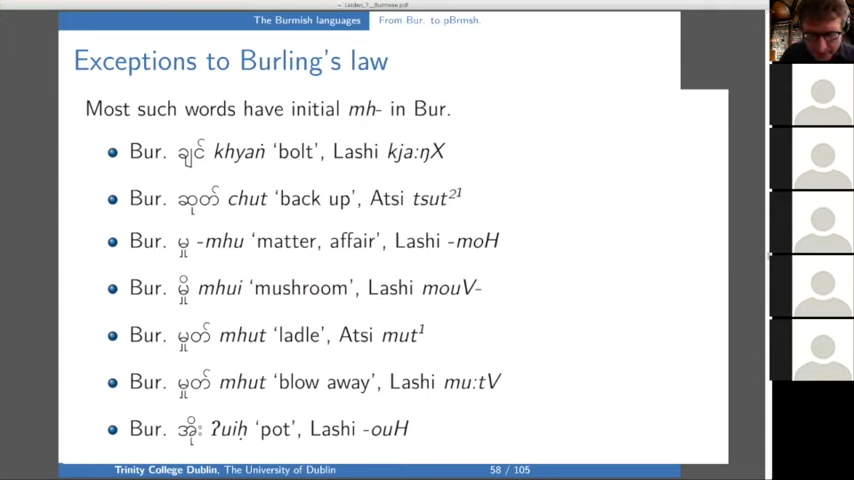 Leiden_7__Burmese.pdf
The Burmish languages From Bur. to pBrmsh.
Exceptions to Burling's law
Most such words have initial mh- in Bur.
Bur. ချင် khyaṅ 'bolt', Lashi kja:ŋX
Bur. ဆုတ် chut 'back up', Atsi tsut²¹
Bur. မှု -mhu 'matter, affair', Lashi -moH
Bur. မှို mhui 'mushroom', Lashi mouV-
Bur. မှုတ် mhut 'ladle', Atsi mut¹
Bur. မှုတ် mhut 'blow away', Lashi mu:tV
Bur. အိုး ʔuiḥ 'pot', Lashi -ouH
Trinity College Dublin, The University of Dublin 58 / 105